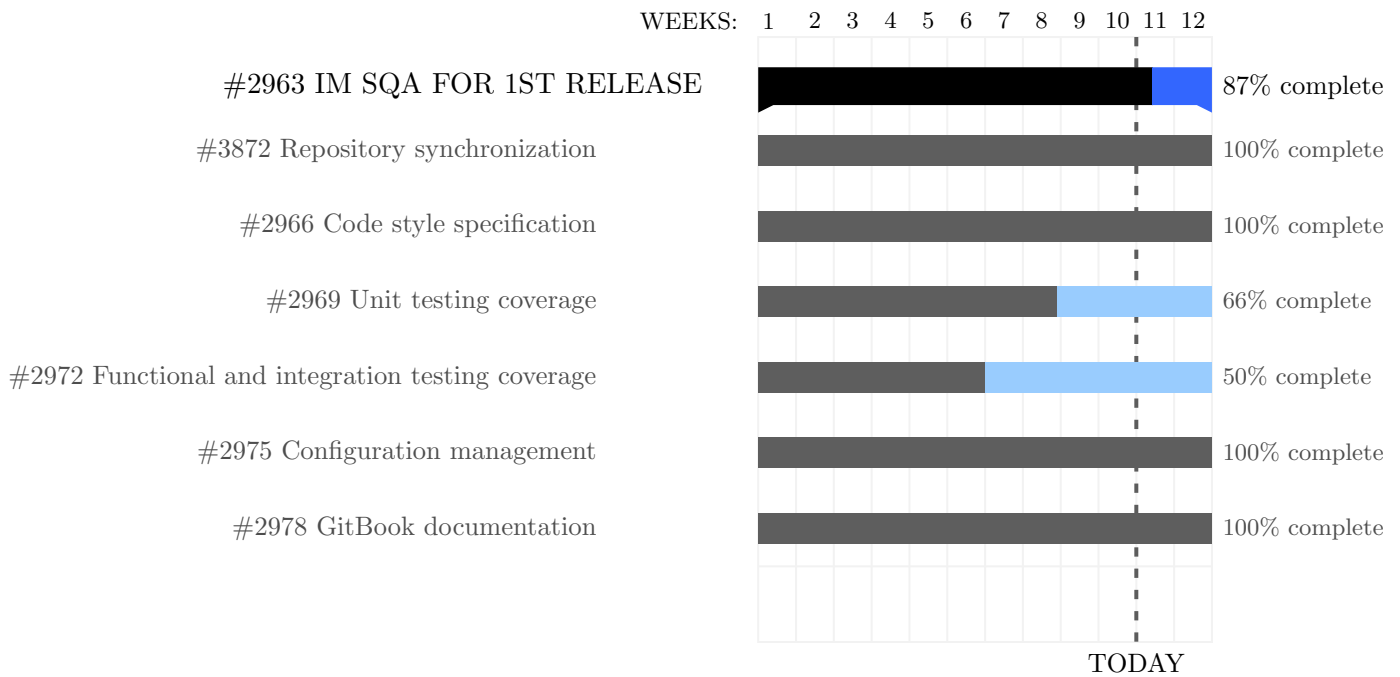 WEEKS: 1 2 3 4 5 6 7 8 9 10 11 12
#2963 IM SQA FOR 1ST RELEASE 87% complete
#3872 Repository synchronization 100% complete
#2966 Code style specification 100% complete
#2969 Unit testing coverage 66% complete
#2972 Functional and integration testing coverage 50% complete
#2975 Configuration management 100% complete
#2978 GitBook documentation 100% complete
TODAY